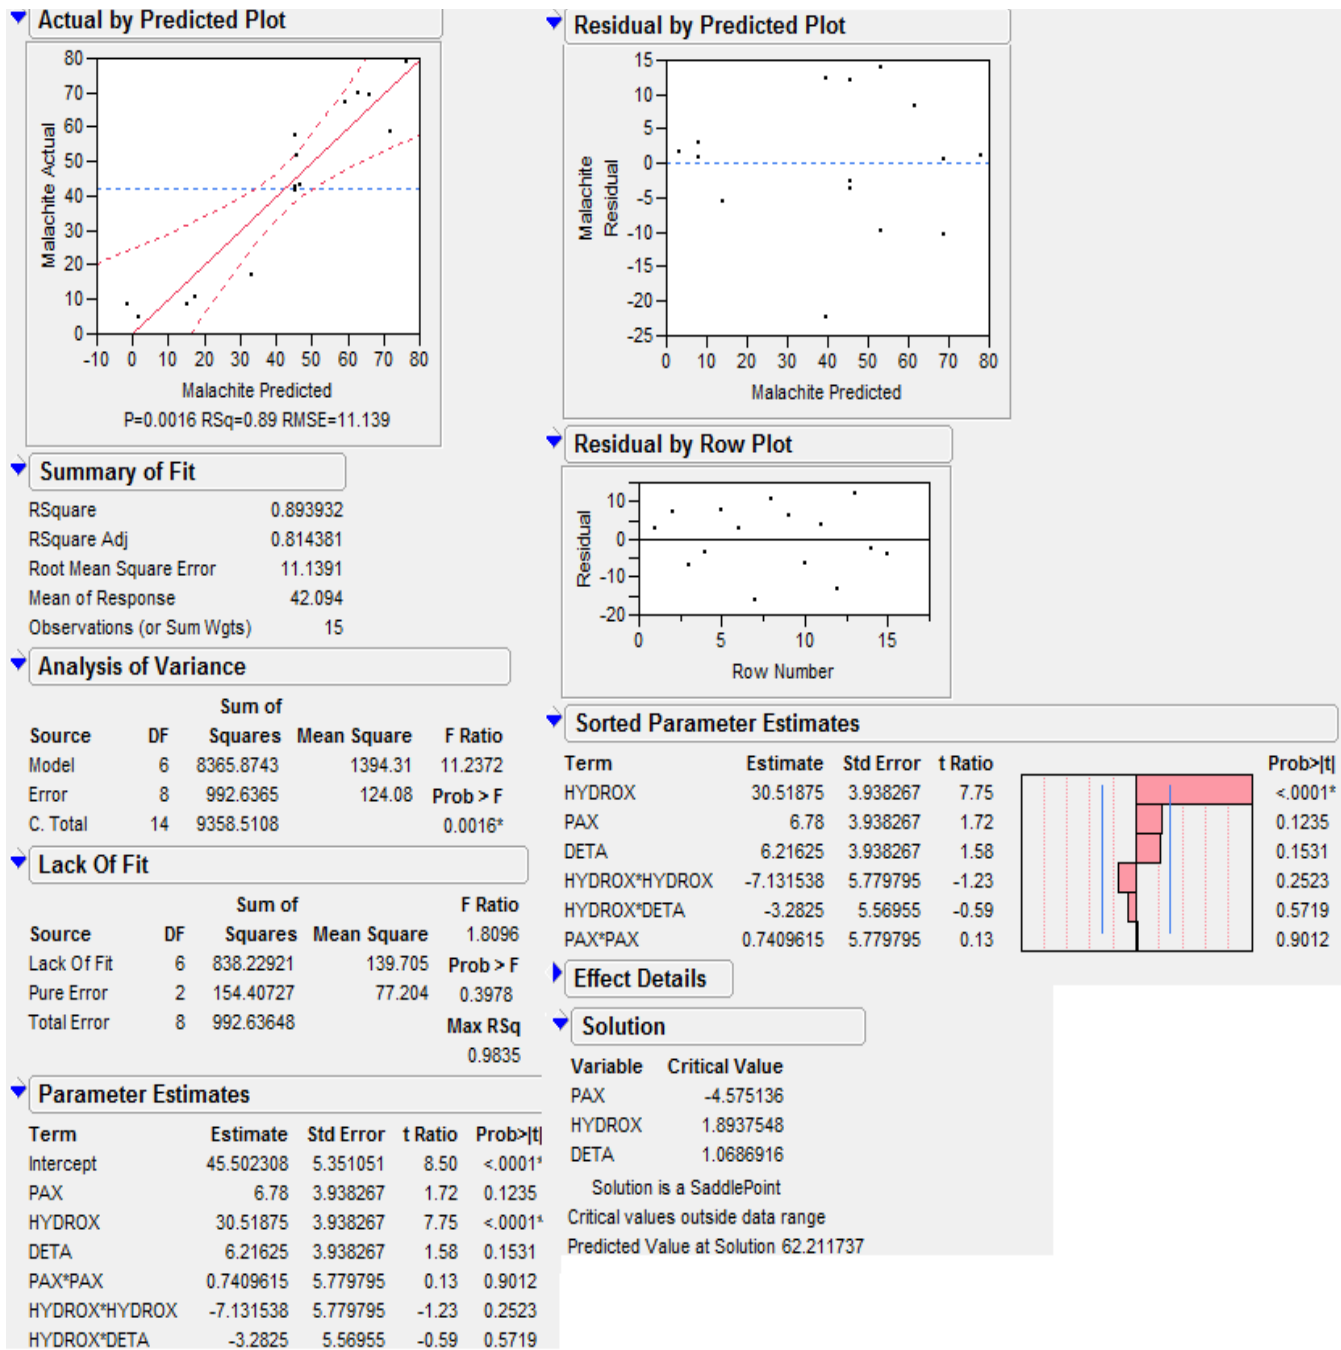 Actual by Predicted Plot
80
70
60
50
40
30
20
10
0
Malachite Actual
-10 0 10 20 30 40 50 60 70 80
Malachite Predicted
P=0.0016 RSq=0.89 RMSE=11.139
Summary of Fit
RSquare 0.893932
RSquare Adj 0.814381
Root Mean Square Error 11.1391
Mean of Response 42.094
Observations (or Sum Wgts) 15
Analysis of Variance
Sum of
Source DF Squares Mean Square F Ratio
Model 6 8365.8743 1394.31 11.2372
Error 8 992.6365 124.08 Prob > F
C. Total 14 9358.5108 0.0016*
Lack Of Fit
Sum of F Ratio
Source DF Squares Mean Square 1.8096
Lack Of Fit 6 838.22921 139.705 Prob > F
Pure Error 2 154.40727 77.204 0.3978
Total Error 8 992.63648 Max RSq
0.9835
Parameter Estimates
Term Estimate Std Error t Ratio Prob>|t|
Intercept 45.502308 5.351051 8.50 <.0001*
PAX 6.78 3.938267 1.72 0.1235
HYDROX 30.51875 3.938267 7.75 <.0001*
DETA 6.21625 3.938267 1.58 0.1531
PAX*PAX 0.7409615 5.779795 0.13 0.9012
HYDROX*HYDROX -7.131538 5.779795 -1.23 0.2523
HYDROX*DETA -3.2825 5.56955 -0.59 0.5719
Residual by Predicted Plot
15
10
5
0
-5
-10
-15
-20
-25
Malachite
Residual
0 10 20 30 40 50 60 70 80
Malachite Predicted
Residual by Row Plot
10
0
-10
-20
Residual
0 5 10 15
Row Number
Sorted Parameter Estimates
Term Estimate Std Error t Ratio Prob>|t|
HYDROX 30.51875 3.938267 7.75 <.0001*
PAX 6.78 3.938267 1.72 0.1235
DETA 6.21625 3.938267 1.58 0.1531
HYDROX*HYDROX -7.131538 5.779795 -1.23 0.2523
HYDROX*DETA -3.2825 5.56955 -0.59 0.5719
PAX*PAX 0.7409615 5.779795 0.13 0.9012
Effect Details
Solution
Variable Critical Value
PAX -4.575136
HYDROX 1.8937548
DETA 1.0686916
Solution is a SaddlePoint
Critical values outside data range
Predicted Value at Solution 62.211737